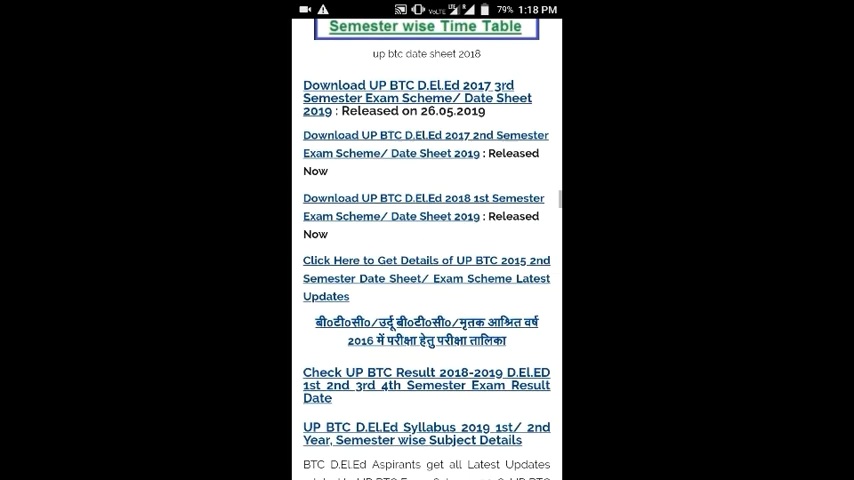 79% 1:18 PM
Semester wise Time Table
up btc date sheet 2018
Download UP BTC D.El.Ed 2017 3rd
Semester Exam Scheme/ Date Sheet
2019 : Released on 26.05.2019
Download UP BTC D.El.Ed 2017 2nd Semester
Exam Scheme/ Date Sheet 2019 : Released
Now
Download UP BTC D.El.Ed 2018 1st Semester
Exam Scheme/ Date Sheet 2019 : Released
Now
Click Here to Get Details of UP BTC 2015 2nd
Semester Date Sheet/ Exam Scheme Latest
Updates
बी0टी0सी0/उर्दू बी0टी0सी0/मृतक आश्रित वर्ष
2016 में परीक्षा हेतु परीक्षा तालिका
Check UP BTC Result 2018-2019 D.El.ED
1st 2nd 3rd 4th Semester Exam Result
Date
UP BTC D.El.Ed Syllabus 2019 1st/ 2nd
Year, Semester wise Subject Details
BTC D.El.Ed Aspirants get all Latest Updates